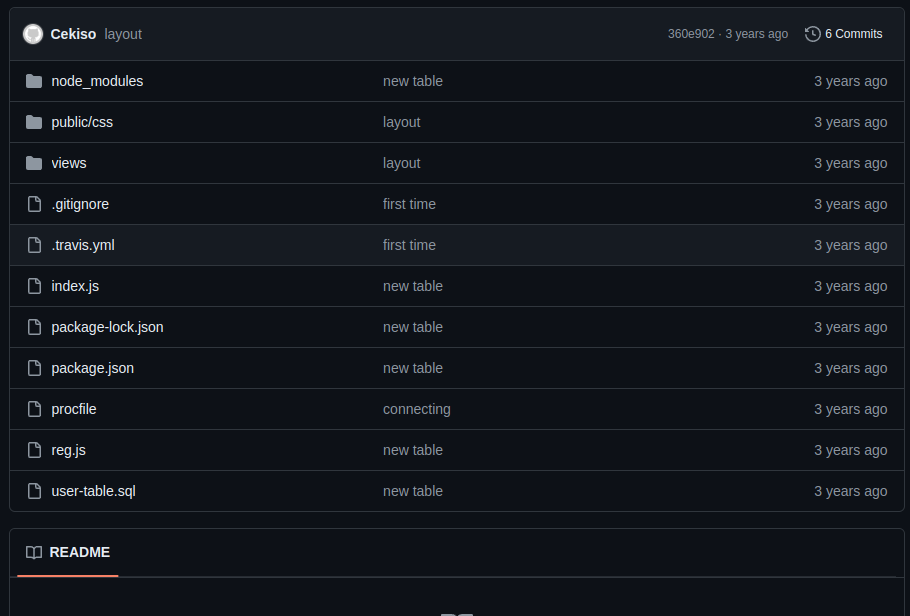 Cekiso layout 360e902 · 3 years ago 6 Commits
node_modules new table 3 years ago
public/css layout 3 years ago
views layout 3 years ago
.gitignore first time 3 years ago
.travis.yml first time 3 years ago
index.js new table 3 years ago
package-lock.json new table 3 years ago
package.json new table 3 years ago
procfile connecting 3 years ago
reg.js new table 3 years ago
user-table.sql new table 3 years ago
README